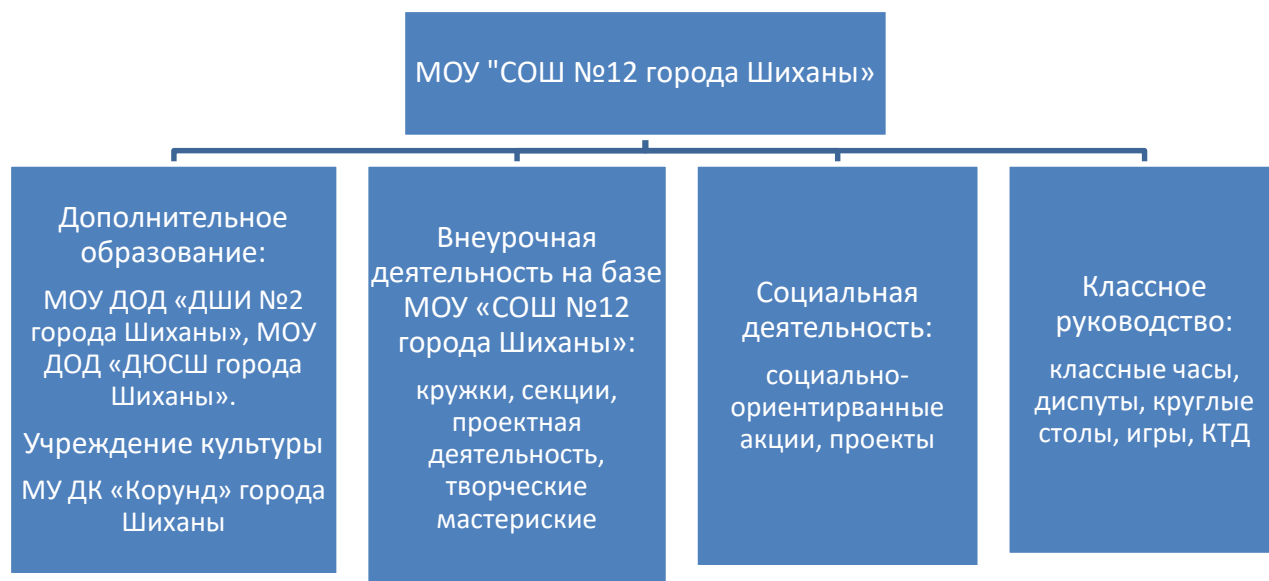 МОУ "СОШ №12 города Шиханы»
Дополнительное
образование:
МОУ ДОД «ДШИ №2
города Шиханы», МОУ
ДОД «ДЮСШ города
Шиханы».
Учреждение культуры
МУ ДК «Корунд» города
Шиханы
Внеурочная
деятельность на базе
МОУ «СОШ №12
города Шиханы»:
кружки, секции,
проектная
деятельность,
творческие
мастериские
Социальная
деятельность:
социально-
ориентирванные
акции, проекты
Классное
руководство:
классные часы,
диспуты, круглые
столы, игры, КТД